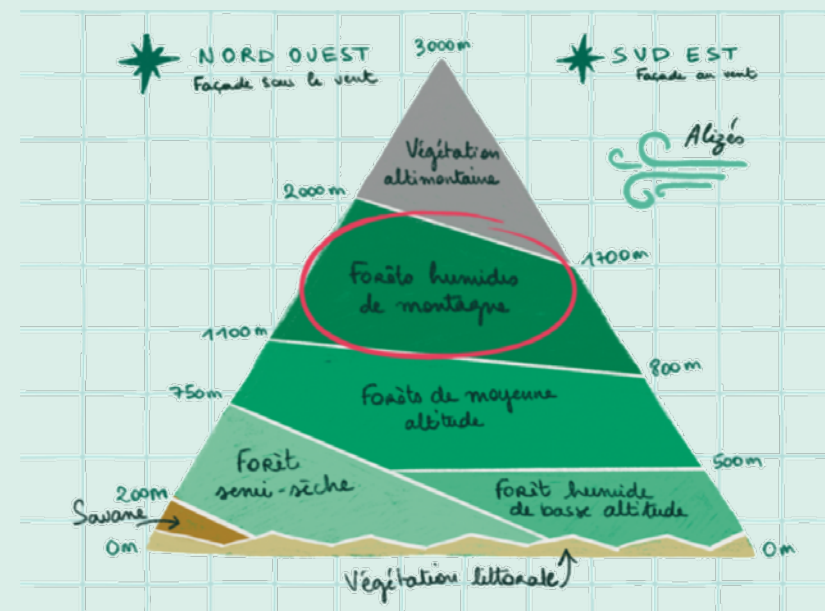 NORD OUEST
Façade sous le vent
3000m
SUD EST
Façade au vent
Alizés
Végétation
altimontaine
2000m
1700m
Forêts humides
de montagne
1100m
800m
750m
Forêts de moyenne
altitude
500m
Forêt
semi-sèche
200m
Forêt humide
de basse altitude
Savane
0m
0m
Végétation littorale